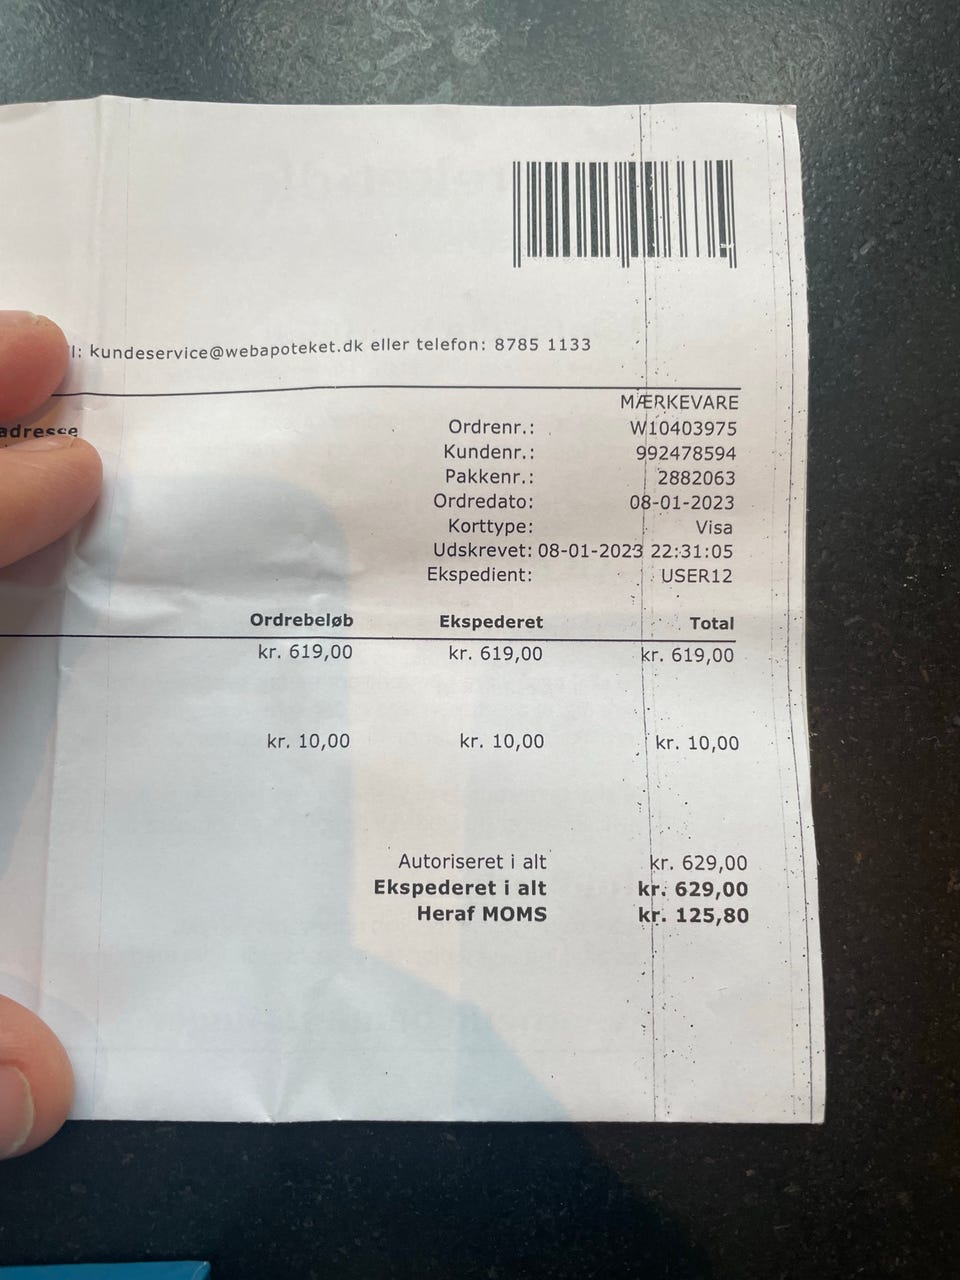 l: kundeservice@webapoteket.dk eller telefon: 8785 1133
MÆRKEVARE
adresse
Ordrenr.: W10403975
Kundenr.: 992478594
Pakkenr.: 2882063
Ordredato: 08-01-2023
Korttype: Visa
Udskrevet: 08-01-2023 22:31:05
Ekspedient: USER12
Ordrebeløb Ekspederet Total
kr. 619,00 kr. 619,00 kr. 619,00
kr. 10,00 kr. 10,00 kr. 10,00
Autoriseret i alt kr. 629,00
Ekspederet i alt kr. 629,00
Heraf MOMS kr. 125,80